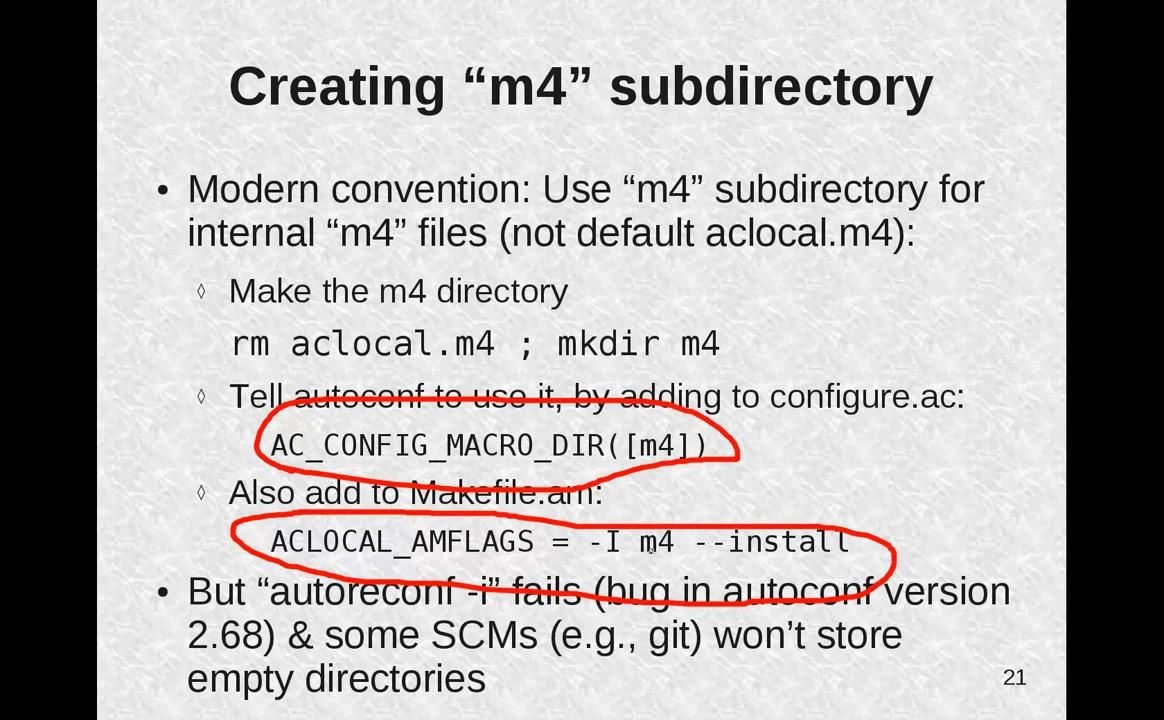 Creating “m4” subdirectory
• Modern convention: Use “m4” subdirectory for
internal “m4” files (not default aclocal.m4):
◊ Make the m4 directory
rm aclocal.m4 ; mkdir m4
◊ Tell autoconf to use it, by adding to configure.ac:
AC_CONFIG_MACRO_DIR([m4])
◊ Also add to Makefile.am:
ACLOCAL_AMFLAGS = -I m4 --install
• But “autoreconf -i” fails (bug in autoconf version
2.68) & some SCMs (e.g., git) won’t store
empty directories
21